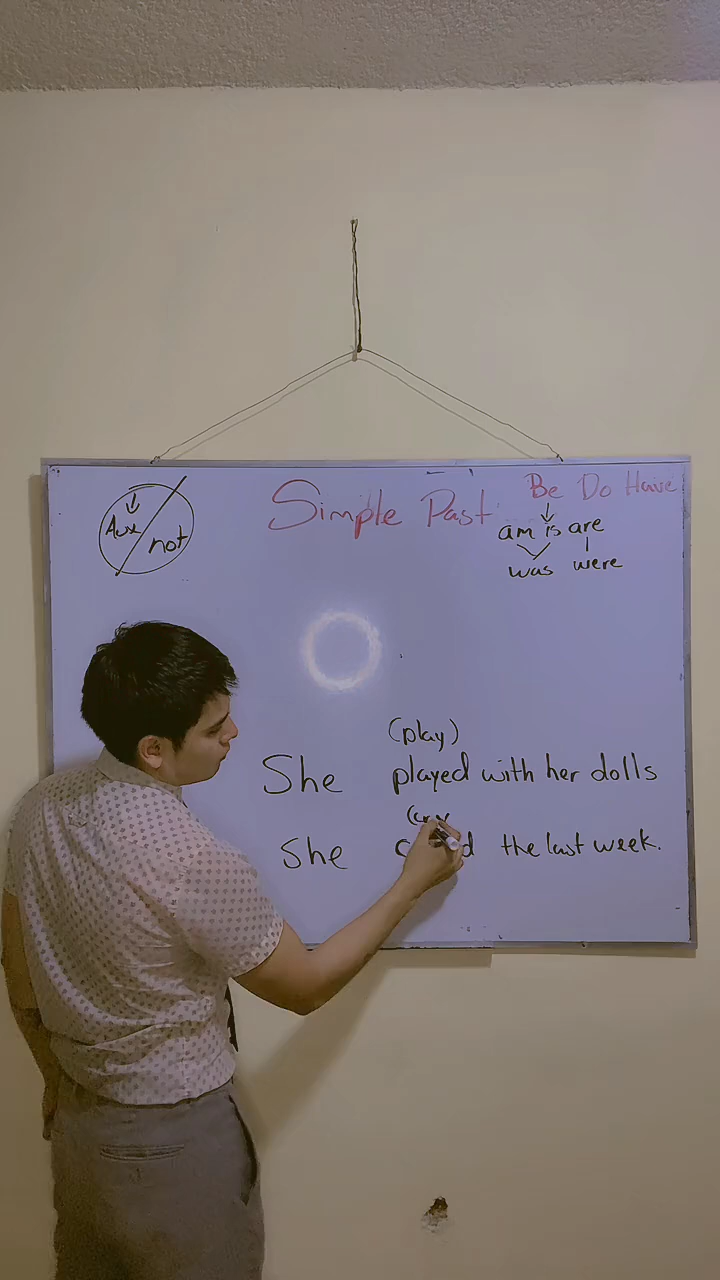 Simple Past
Be Do Have
am is are
was were
Aux
not
(play)
She played with her dolls
She the last week.